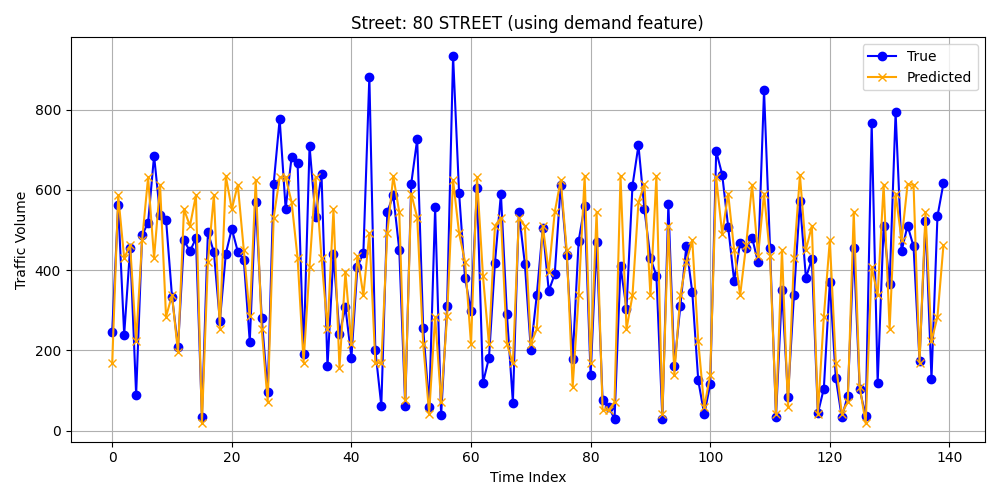 Street: 80 STREET (using demand feature)
True
Predicted
Traffic Volume
800
600
400
200
0
0 20 40 60 80 100 120 140
Time Index